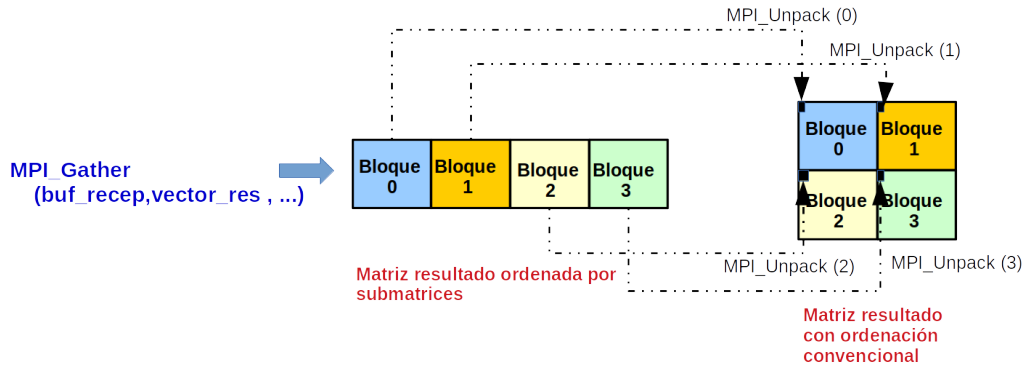 MPI_Unpack (0)
MPI_Unpack (1)
MPI_Gather
(buf_recep,vector_res , ...)
Bloque
0
Bloque
1
Bloque
2
Bloque
3
Bloque
0
Bloque
1
Bloque
2
Bloque
3
MPI_Unpack (2)
MPI_Unpack (3)
Matriz resultado ordenada por
submatrices
Matriz resultado
con ordenación
convencional